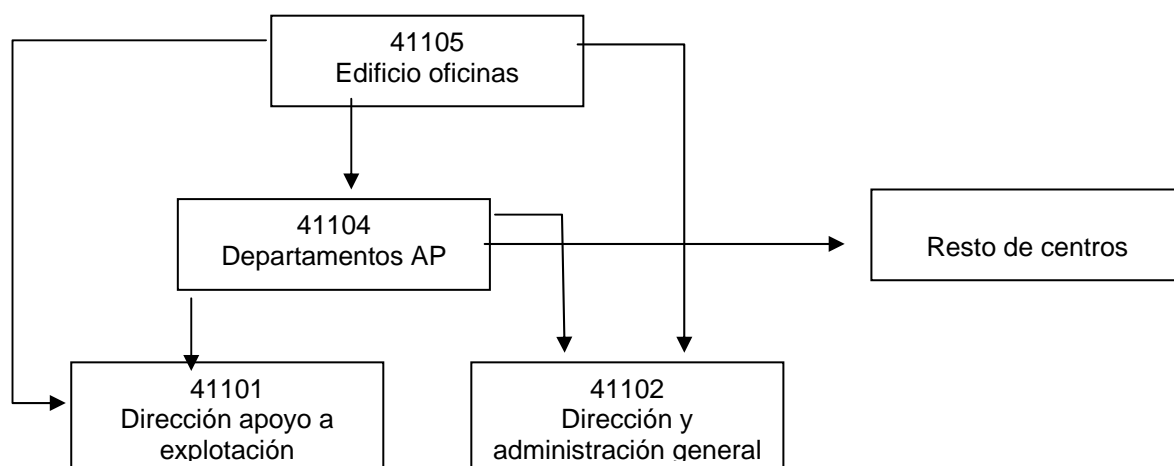 41105
Edificio oficinas
41104
Departamentos AP
Resto de centros
41101
Dirección apoyo a
explotación
41102
Dirección y
administración general